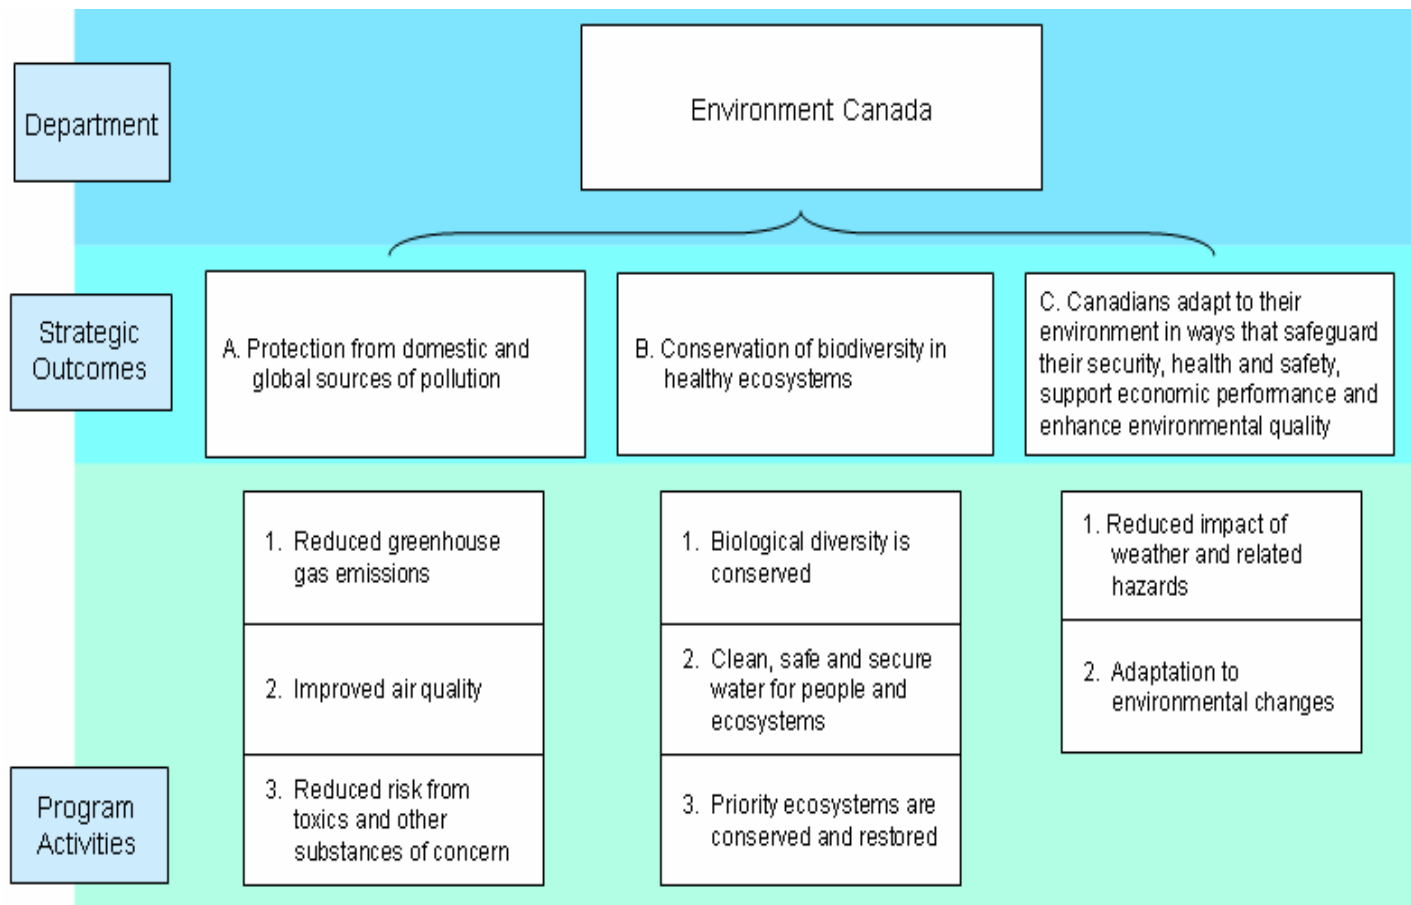 Department
Environment Canada
Strategic
Outcomes
A. Protection from domestic and
global sources of pollution
B. Conservation of biodiversity in
healthy ecosystems
C. Canadians adapt to their
environment in ways that safeguard
their security, health and safety,
support economic performance and
enhance environmental quality
Program
Activities
1. Reduced greenhouse
gas emissions
2. Improved air quality
3. Reduced risk from
toxics and other
substances of concern
1. Biological diversity is
conserved
2. Clean, safe and secure
water for people and
ecosystems
3. Priority ecosystems are
conserved and restored
1. Reduced impact of
weather and related
hazards
2. Adaptation to
environmental changes